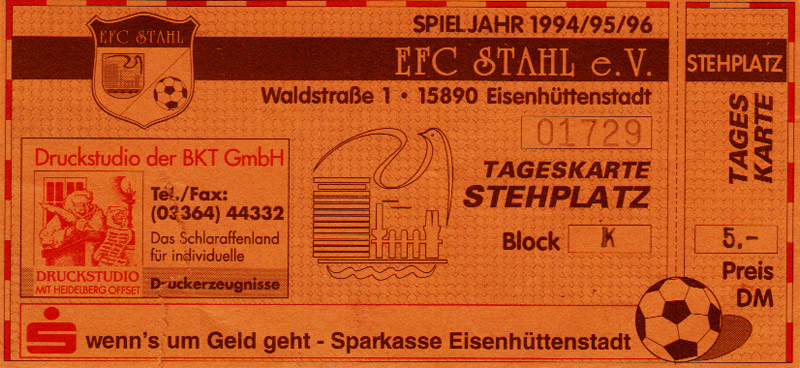 EFC STAHL
SPIELJAHR 1994/95/96
EFC STAHL e.V.
Waldstraße 1 • 15890 Eisenhüttenstadt
01729
TAGESKARTE
STEHPLATZ
Block K
Druckstudio der BKT GmbH
Tel./Fax:
(03364) 44332
Das Schlaraffenland
für individuelle
Druckerzeugnisse
DRUCKSTUDIO
MIT HEIDELBERG OFFSET
wenn's um Geld geht - Sparkasse Eisenhüttenstadt
STEHPLATZ
TAGES
KARTE
5,-
Preis
DM